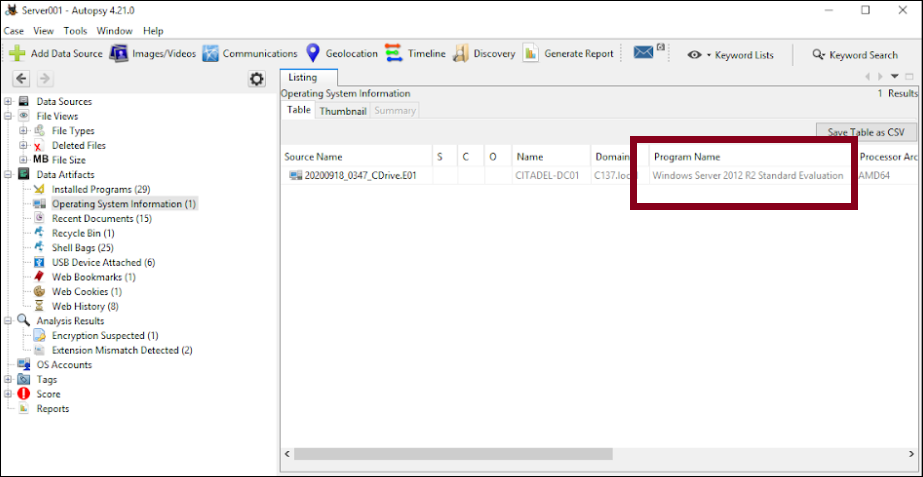 Server001 - Autopsy 4.21.0
Case View Tools Window Help
Add Data Source Images/Videos Communications Geolocation Timeline Discovery Generate Report Keyword Lists Keyword Search
Data Sources
File Views
File Types
Deleted Files
MB File Size
Data Artifacts
Installed Programs (29)
Operating System Information (1)
Recent Documents (15)
Recycle Bin (1)
Shell Bags (25)
USB Device Attached (6)
Web Bookmarks (1)
Web Cookies (1)
Web History (8)
Analysis Results
Encryption Suspected (1)
Extension Mismatch Detected (2)
OS Accounts
Tags
Score
Reports
Listing
Operating System Information 1 Results
Table Thumbnail Summary
Save Table as CSV
Source Name S C O Name Domain Program Name Processor Arc
20200918_0347_CDrive.E01 CITADEL-DC01 C137.loc Windows Server 2012 R2 Standard Evaluation AMD64